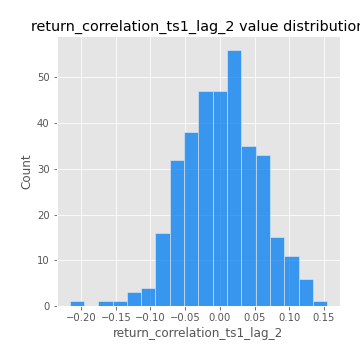 return_correlation_ts1_lag_2 value distribution
50
40
30
20
10
0
Count
−0.20 −0.15 −0.10 −0.05 0.00 0.05 0.10 0.15
return_correlation_ts1_lag_2